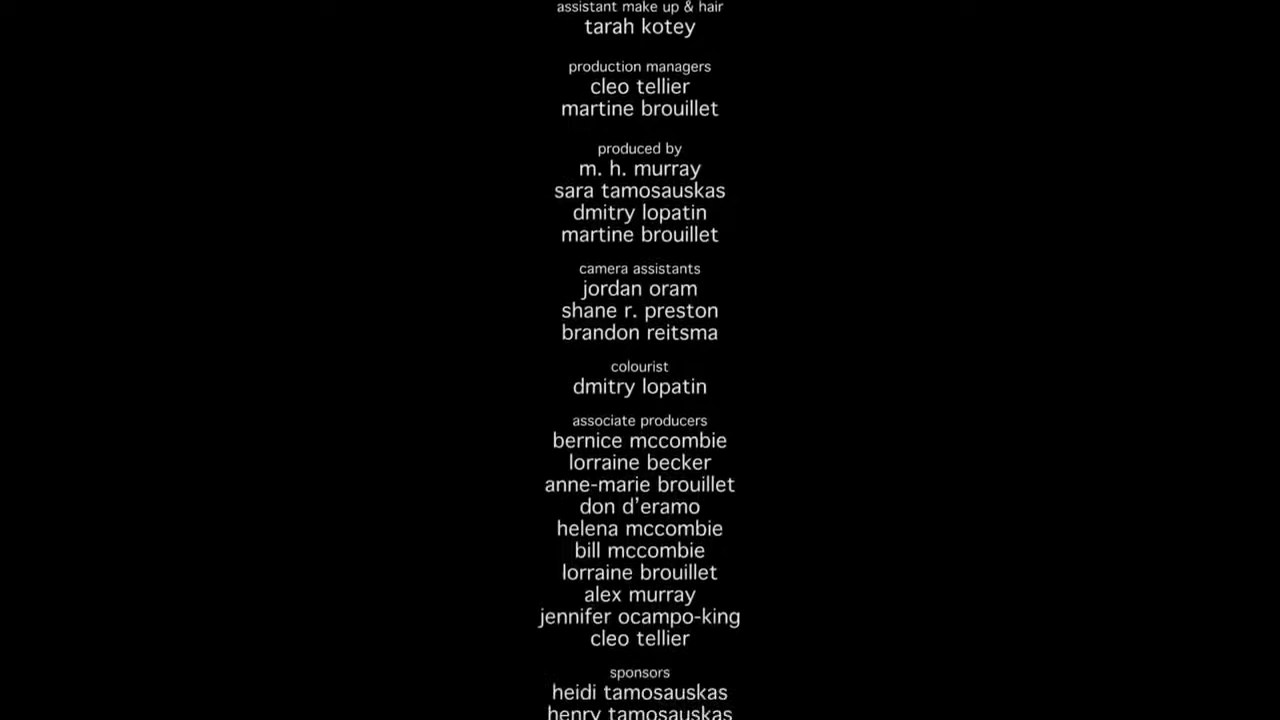 assistant make up & hair
tarah kotey
production managers
cleo tellier
martine brouillet
produced by
m. h. murray
sara tamosauskas
dmitry lopatin
martine brouillet
camera assistants
jordan oram
shane r. preston
brandon reitsma
colourist
dmitry lopatin
associate producers
bernice mccombie
lorraine becker
anne-marie brouillet
don d’eramo
helena mccombie
bill mccombie
lorraine brouillet
alex murray
jennifer ocampo-king
cleo tellier
sponsors
heidi tamosauskas
henry tamosauskas